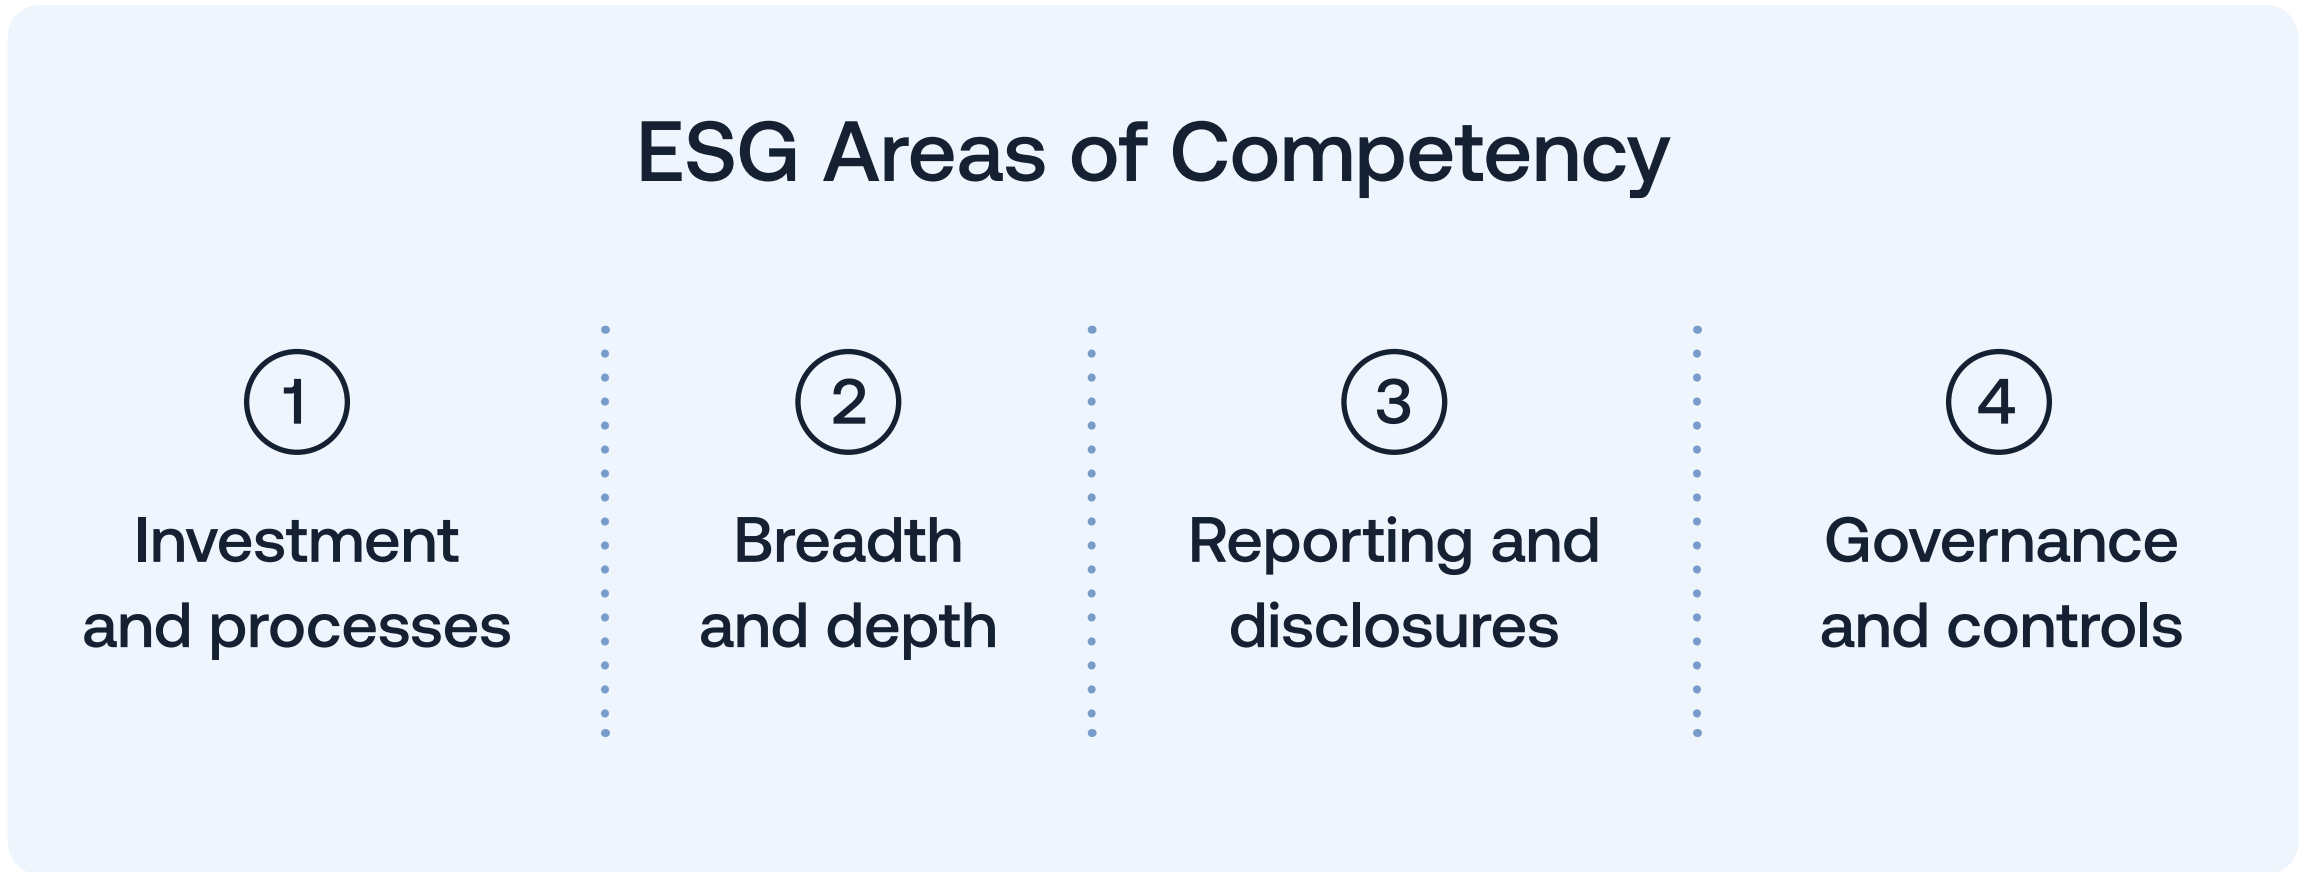 ESG Areas of Competency
1
Investment
and processes
2
Breadth
and depth
3
Reporting and
disclosures
4
Governance
and controls